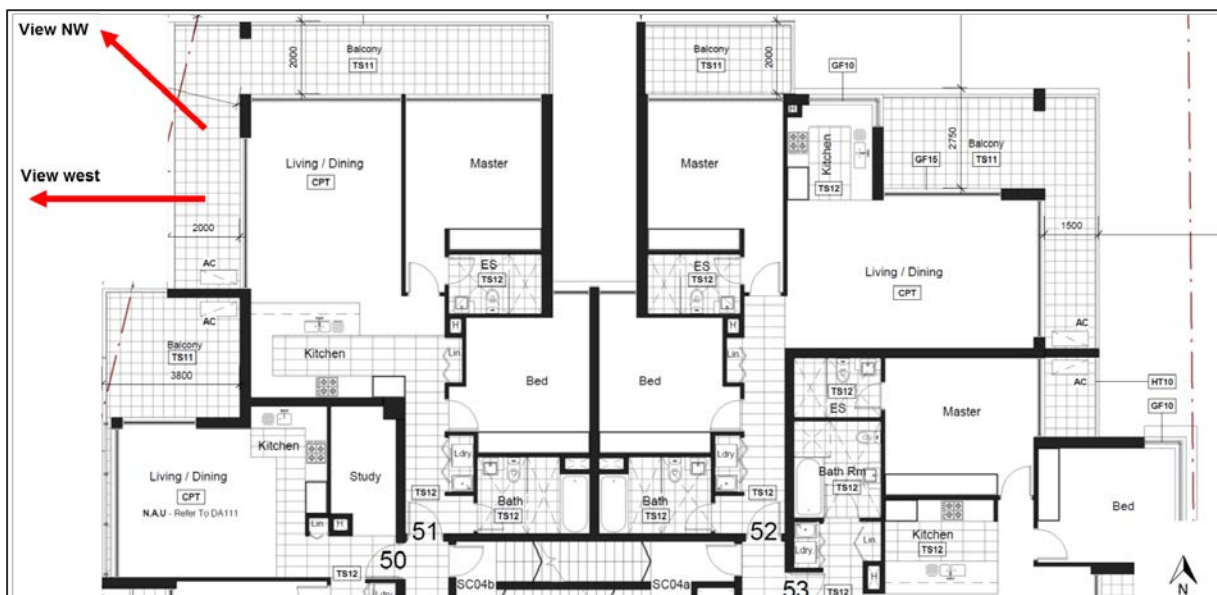 View NW
View west
Balcony
TS11
2000
Balcony
TS11
2000
GF10
Living / Dining
CPT
Master
Master
H
Kitchen
TS12
2750
GF15
Balcony
TS11
2000
1500
AC
ES
TS12
ES
TS12
Living / Dining
CPT
AC
Balcony
TS11
3800
Kitchen
H
Lin
Bed
H
Lin
Bed
AC
TS12
ES
Master
AC
HT10
GF10
Kitchen
Study
Living / Dining
CPT
N.A.U - Refer To DA111
Lin
H
Ldry
TS12
Bath
TS12
Bath
TS12
Ldry
TS12
Bath Rm
TS12
Bed
51
52
50
TS12
Ldry
SC04b
SC04a
53
Ldry
Lin
H
TS12
Kitchen
TS12
N